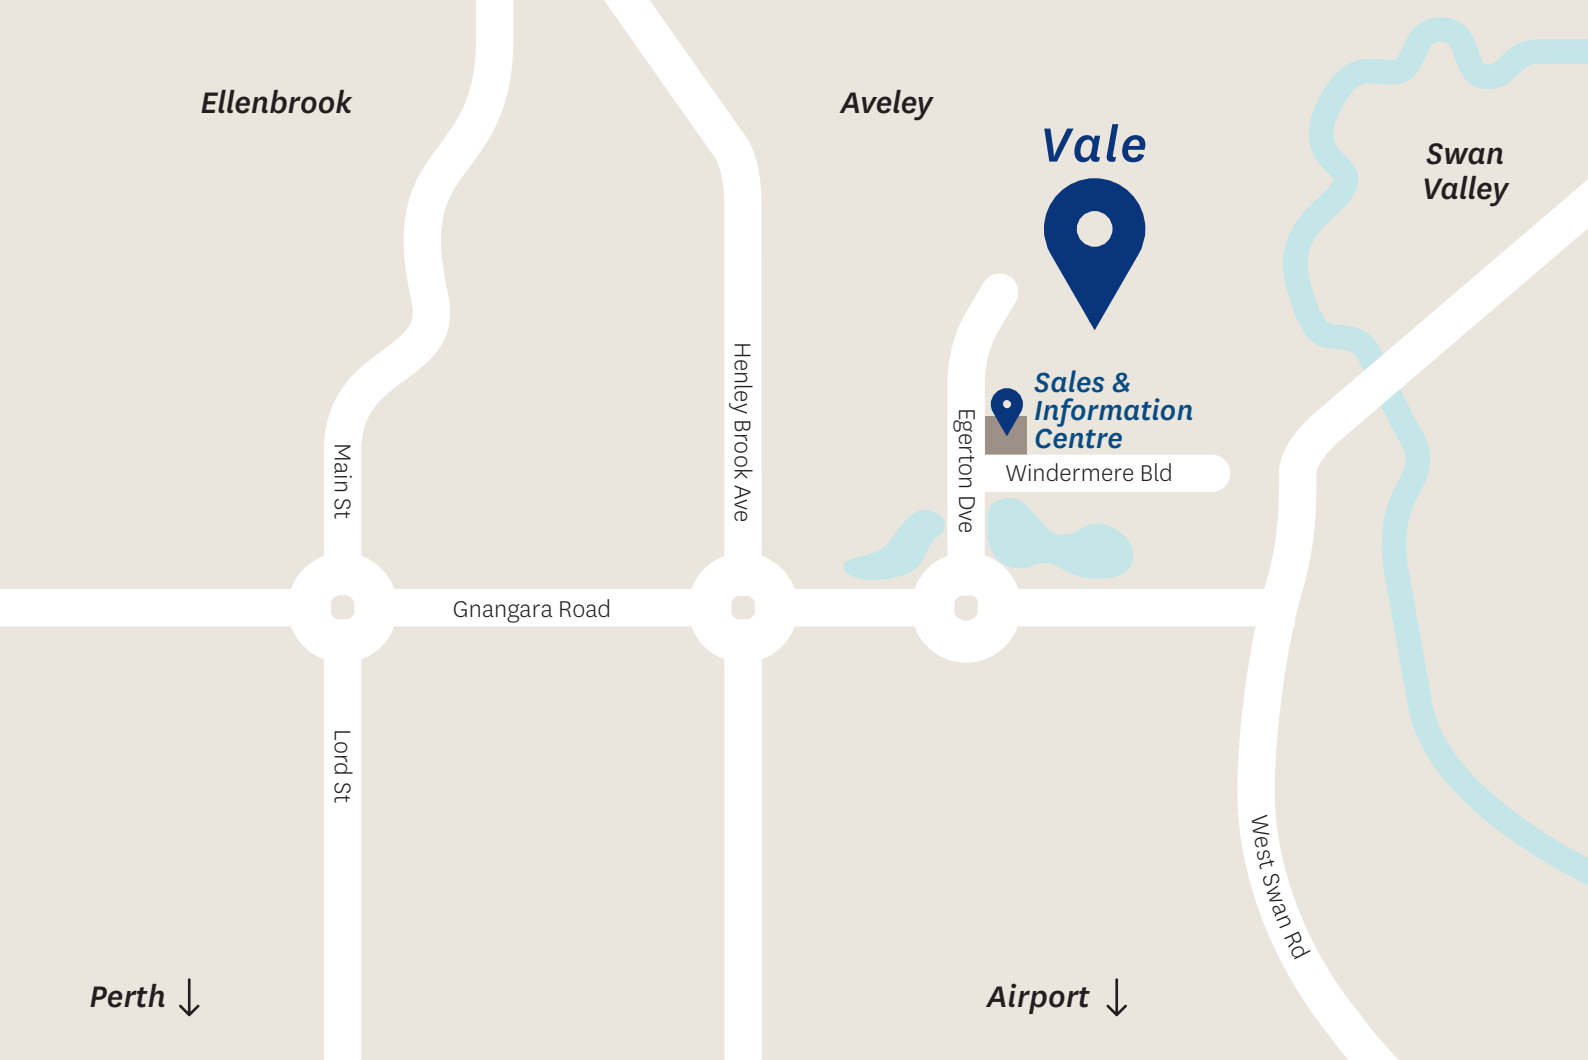 Ellenbrook
Aveley
Vale
Swan
Valley
Sales &
Information
Centre
Henley Brook Ave
Egerton Dve
Main St
Windermere Bld
Gnangara Road
Lord St
West Swan Rd
Perth ↓
Airport ↓